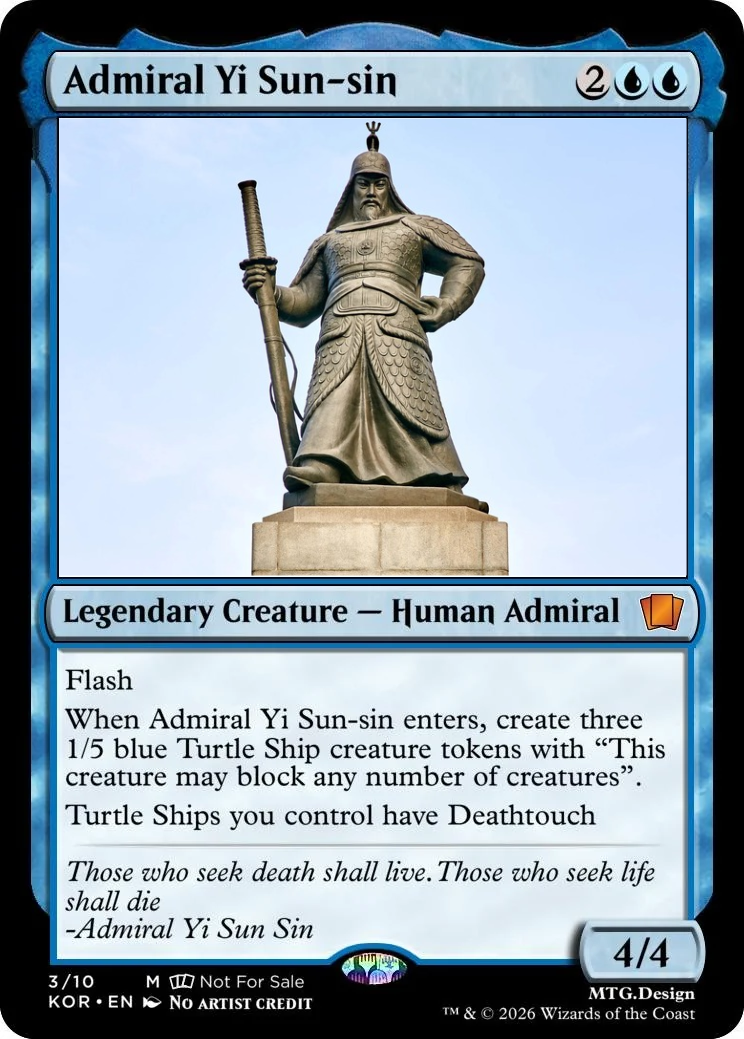 Admiral Yi Sun-sin
2
Legendary Creature — Human Admiral
Flash
When Admiral Yi Sun-sin enters, create three
1/5 blue Turtle Ship creature tokens with “This
creature may block any number of creatures”.
Turtle Ships you control have Deathtouch
Those who seek death shall live. Those who seek life
shall die
-Admiral Yi Sun Sin
4/4
3/10 M Not For Sale
KOR • EN No artist credit
MTG.Design
™ & © 2026 Wizards of the Coast